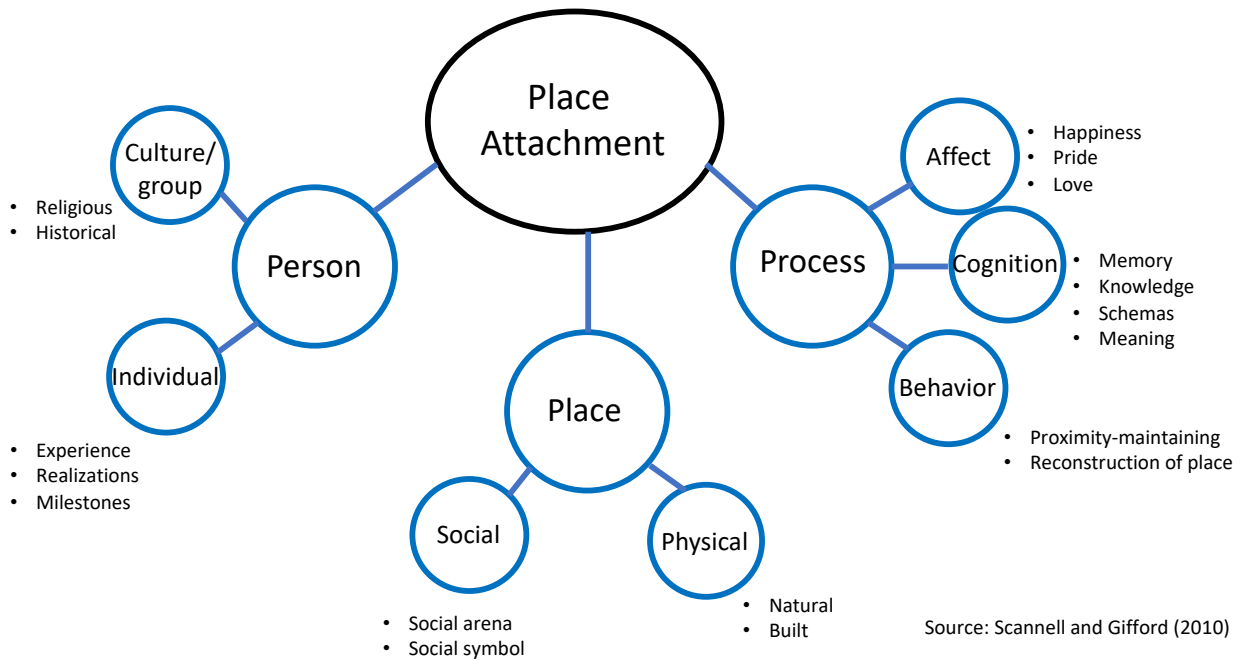 Place
Attachment
Culture/
group
• Religious
• Historical
Person
Individual
• Experience
• Realizations
• Milestones
Place
Social
• Social arena
• Social symbol
Physical
• Natural
• Built
Process
Affect
• Happiness
• Pride
• Love
Cognition
• Memory
• Knowledge
• Schemas
• Meaning
Behavior
• Proximity-maintaining
• Reconstruction of place
Source: Scannell and Gifford (2010)